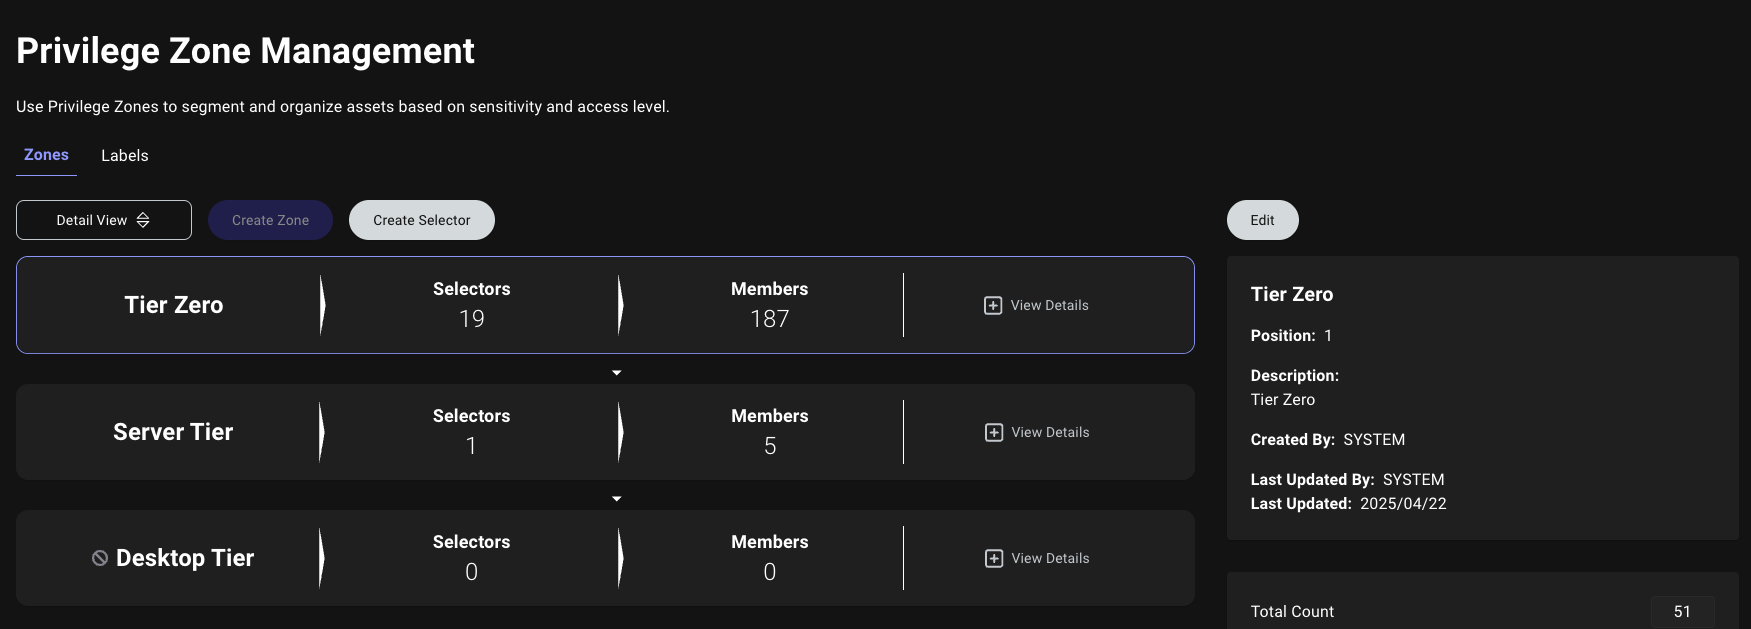 Privilege Zone Management
Use Privilege Zones to segment and organize assets based on sensitivity and access level.
Zones
Labels
Detail View
Create Zone
Create Selector
Edit
Tier Zero
Selectors
19
Members
187
View Details
Server Tier
Selectors
1
Members
5
View Details
Desktop Tier
Selectors
0
Members
0
View Details
Tier Zero
Position: 1
Description:
Tier Zero
Created By: SYSTEM
Last Updated By: SYSTEM
Last Updated: 2025/04/22
Total Count 51